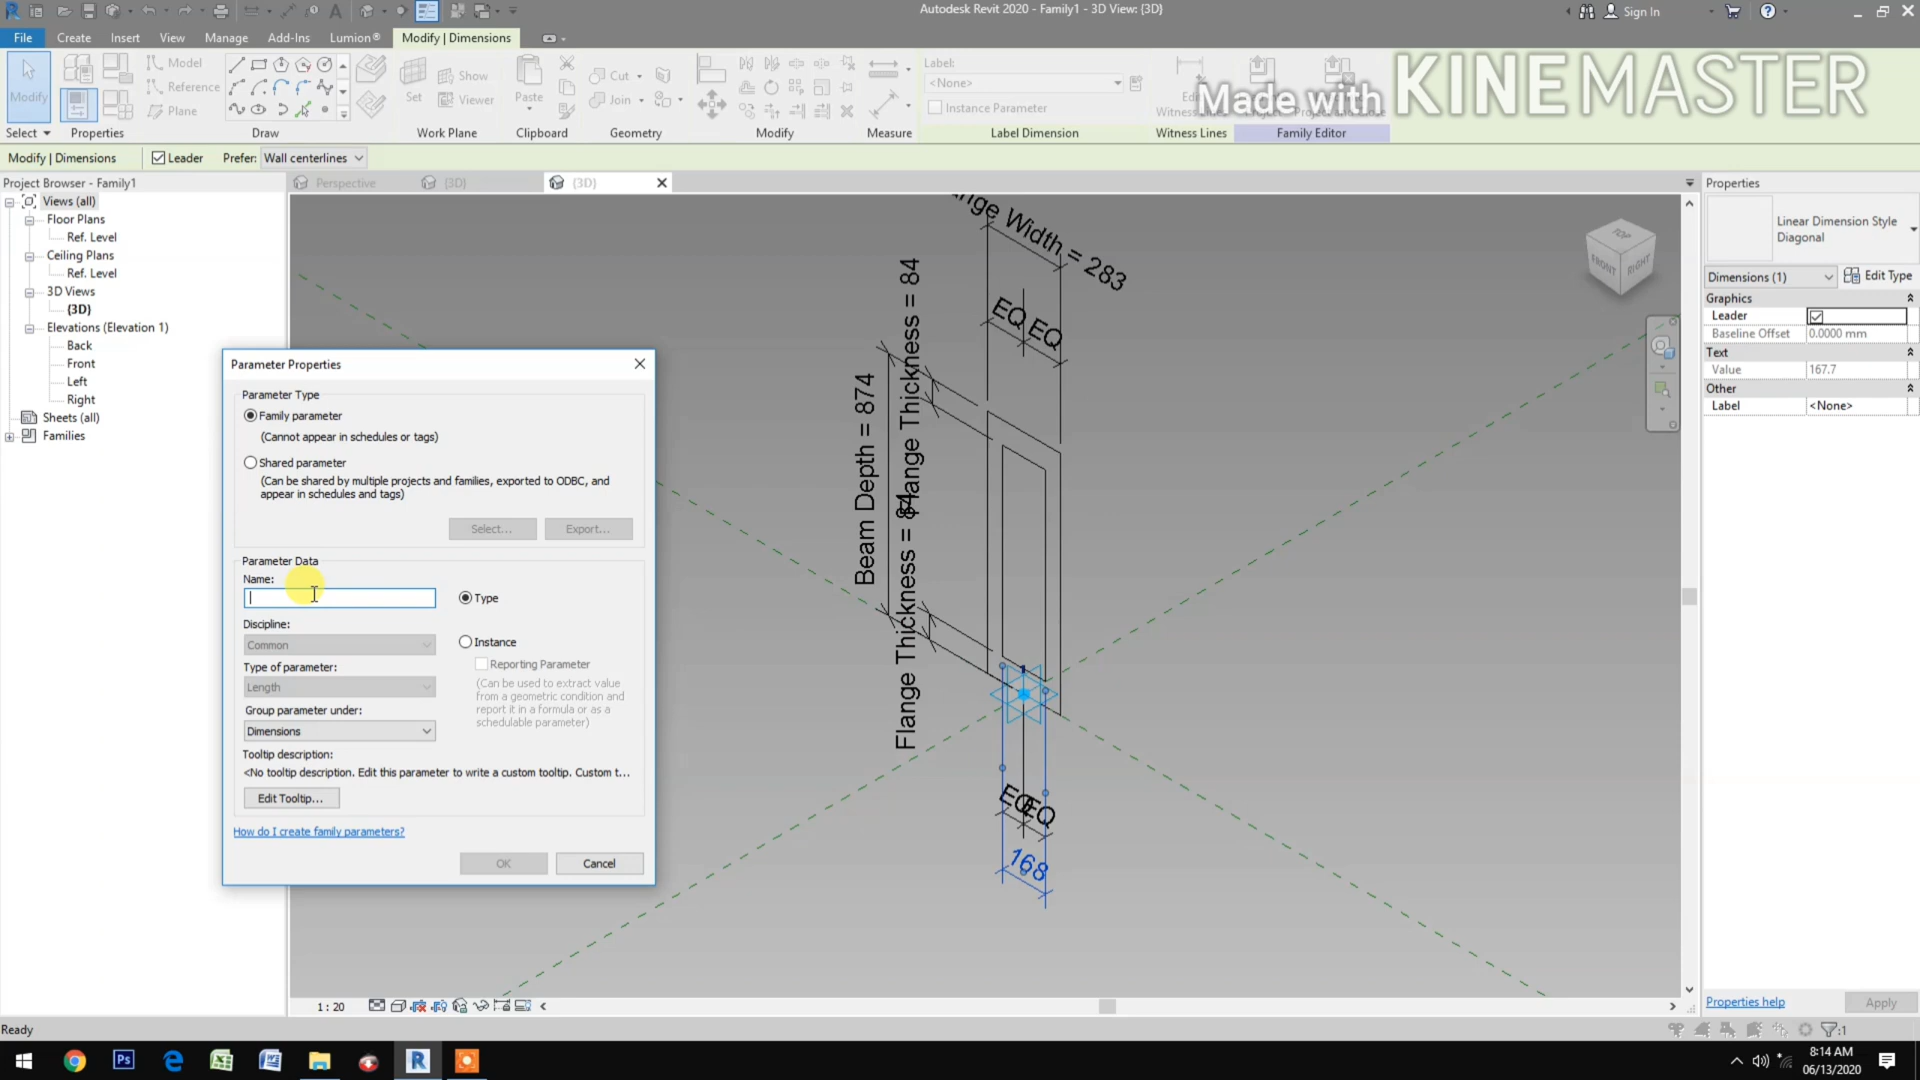 Autodesk Revit 2020 - Family1 - 3D View: {3D}
Sign In
File
Create
Insert
View
Manage
Add-Ins
Lumion®
Modify | Dimensions
Modify
Model
Reference
Plane
Set
Show
Viewer
Paste
Cut
Join
Label:
<None>
Instance Parameter
Made with KINEMASTER
Select
Properties
Draw
Work Plane
Clipboard
Geometry
Modify
Measure
Label Dimension
Witness Lines
Family Editor
Modify | Dimensions
Leader
Prefer:
Wall centerlines
Project Browser - Family1
Perspective
{3D}
{3D}
Properties
Views (all)
Floor Plans
Ref. Level
Ceiling Plans
Ref. Level
3D Views
{3D}
Elevations (Elevation 1)
Back
Front
Left
Right
Sheets (all)
Families
Parameter Properties
Parameter Type
Family parameter
(Cannot appear in schedules or tags)
Shared parameter
(Can be shared by multiple projects and families, exported to ODBC, and
appear in schedules and tags)
Select...
Export...
Parameter Data
Name:
Type
Discipline:
Common
Instance
Reporting Parameter
Type of parameter:
Length
(Can be used to extract value
from a geometric condition and
report it in a formula or as a
schedulable parameter)
Group parameter under:
Dimensions
Tooltip description:
<No tooltip description. Edit this parameter to write a custom tooltip. Custom t...
Edit Tooltip...
How do I create family parameters?
OK
Cancel
Width = 283
EQ EQ
Beam Depth = 874
Flange Thickness = 84
Flange Thickness = 84
1
EQ EQ
168
TOP
FRONT
RIGHT
Linear Dimension Style
Diagonal
Dimensions (1)
Edit Type
Graphics
Leader
Baseline Offset
0.0000 mm
Text
Value
167.7
Other
Label
<None>
Properties help
Apply
1 : 20
Ready
:1
8:14 AM
06/13/2020